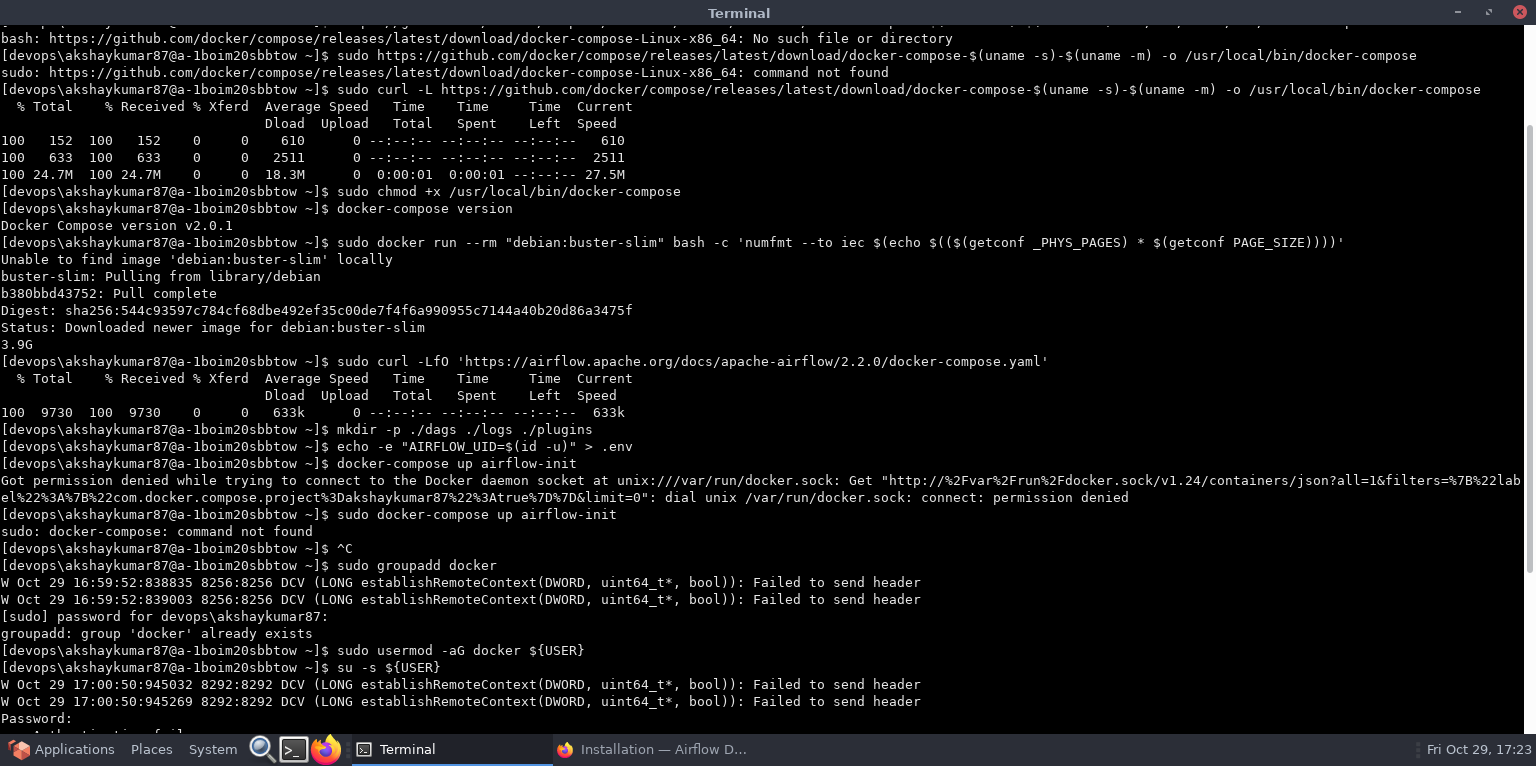 Terminal
bash: https://github.com/docker/compose/releases/latest/download/docker-compose-Linux-x86_64: No such file or directory
[devops\akshaykumar87@a-1boim20sbbtow ~]$ sudo https://github.com/docker/compose/releases/latest/download/docker-compose-$(uname -s)-$(uname -m) -o /usr/local/bin/docker-compose
sudo: https://github.com/docker/compose/releases/latest/download/docker-compose-Linux-x86_64: command not found
[devops\akshaykumar87@a-1boim20sbbtow ~]$ sudo curl -L https://github.com/docker/compose/releases/latest/download/docker-compose-$(uname -s)-$(uname -m) -o /usr/local/bin/docker-compose
  % Total    % Received % Xferd  Average Speed   Time    Time     Time  Current
                                 Dload  Upload   Total   Spent    Left  Speed
100   152  100   152    0     0    610      0 --:--:-- --:--:-- --:--:--   610
100   633  100   633    0     0   2511      0 --:--:-- --:--:-- --:--:--  2511
100 24.7M  100 24.7M    0     0  18.3M      0  0:00:01  0:00:01 --:--:-- 27.5M
[devops\akshaykumar87@a-1boim20sbbtow ~]$ sudo chmod +x /usr/local/bin/docker-compose
[devops\akshaykumar87@a-1boim20sbbtow ~]$ docker-compose version
Docker Compose version v2.0.1
[devops\akshaykumar87@a-1boim20sbbtow ~]$ sudo docker run --rm "debian:buster-slim" bash -c 'numfmt --to iec $(echo $(($(getconf _PHYS_PAGES) * $(getconf PAGE_SIZE))))'
Unable to find image 'debian:buster-slim' locally
buster-slim: Pulling from library/debian
b380bbd43752: Pull complete
Digest: sha256:544c93597c784cf68dbe492ef35c00de7f4f6a990955c7144a40b20d86a3475f
Status: Downloaded newer image for debian:buster-slim
3.9G
[devops\akshaykumar87@a-1boim20sbbtow ~]$ sudo curl -LfO 'https://airflow.apache.org/docs/apache-airflow/2.2.0/docker-compose.yaml'
  % Total    % Received % Xferd  Average Speed   Time    Time     Time  Current
                                 Dload  Upload   Total   Spent    Left  Speed
100  9730  100  9730    0     0   633k      0 --:--:-- --:--:-- --:--:--  633k
[devops\akshaykumar87@a-1boim20sbbtow ~]$ mkdir -p ./dags ./logs ./plugins
[devops\akshaykumar87@a-1boim20sbbtow ~]$ echo -e "AIRFLOW_UID=$(id -u)" > .env
[devops\akshaykumar87@a-1boim20sbbtow ~]$ docker-compose up airflow-init
Got permission denied while trying to connect to the Docker daemon socket at unix:///var/run/docker.sock: Get "http://%2Fvar%2Frun%2Fdocker.sock/v1.24/containers/json?all=1&filters=%7B%22lab
el%22%3A%7B%22com.docker.compose.project%3Dakshaykumar87%22%3Atrue%7D%7D&limit=0": dial unix /var/run/docker.sock: connect: permission denied
[devops\akshaykumar87@a-1boim20sbbtow ~]$ sudo docker-compose up airflow-init
sudo: docker-compose: command not found
[devops\akshaykumar87@a-1boim20sbbtow ~]$ ^C
[devops\akshaykumar87@a-1boim20sbbtow ~]$ sudo groupadd docker
W Oct 29 16:59:52:838835 8256:8256 DCV (LONG establishRemoteContext(DWORD, uint64_t*, bool)): Failed to send header
W Oct 29 16:59:52:839003 8256:8256 DCV (LONG establishRemoteContext(DWORD, uint64_t*, bool)): Failed to send header
[sudo] password for devops\akshaykumar87:
groupadd: group 'docker' already exists
[devops\akshaykumar87@a-1boim20sbbtow ~]$ sudo usermod -aG docker ${USER}
[devops\akshaykumar87@a-1boim20sbbtow ~]$ su -s ${USER}
W Oct 29 17:00:50:945032 8292:8292 DCV (LONG establishRemoteContext(DWORD, uint64_t*, bool)): Failed to send header
W Oct 29 17:00:50:945269 8292:8292 DCV (LONG establishRemoteContext(DWORD, uint64_t*, bool)): Failed to send header
Password:
Applications Places System Terminal Installation — Airflow D... Fri Oct 29, 17:23